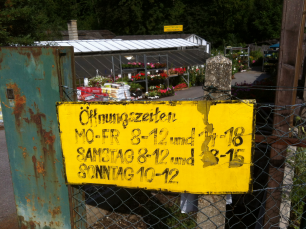 Öffnungszeiten
MO-FR 8-12 und 14-18
SAMSTAG 8-12 und 13-15
SONNTAG 10-12